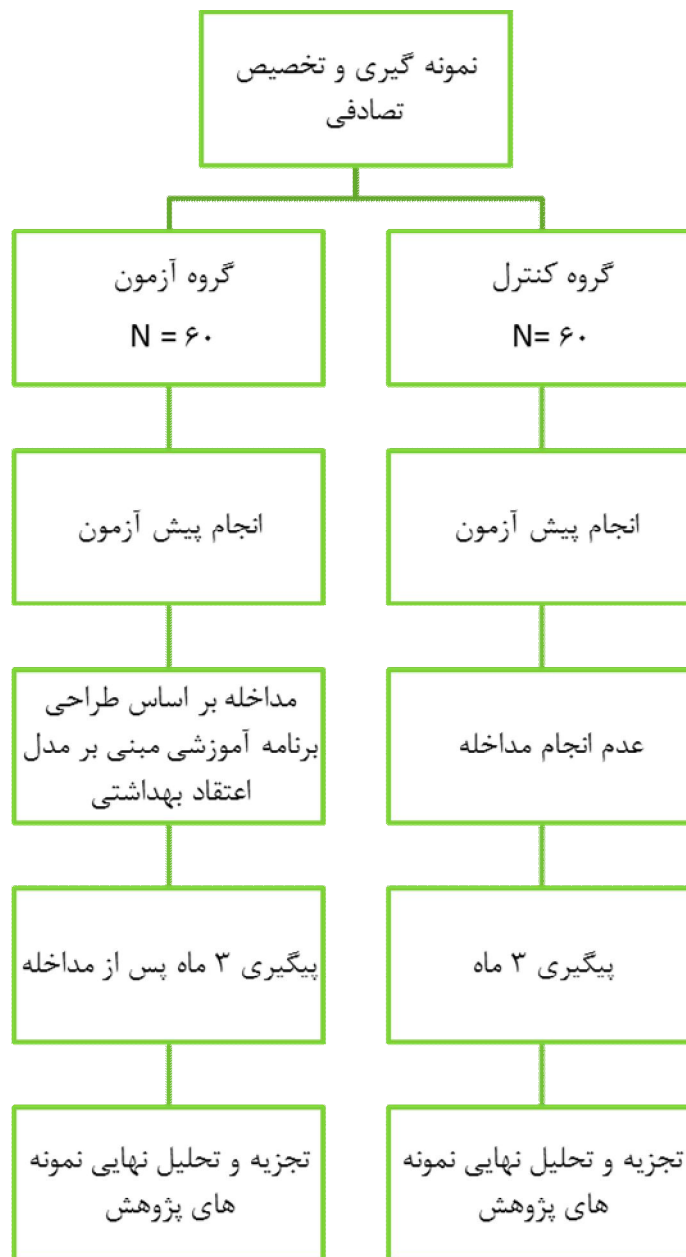 نمونه گیری و تخصیص
تصادفی
گروه کنترل
N= ۶۰
گروه آزمون
N = ۶۰
انجام پیش آزمون
انجام پیش آزمون
عدم انجام مداخله
مداخله بر اساس طراحی
برنامه آموزشی مبنی بر مدل
اعتقاد بهداشتی
پیگیری ۳ ماه
پیگیری ۳ ماه پس از مداخله
تجزیه و تحلیل نهایی نمونه
های پژوهش
تجزیه و تحلیل نهایی نمونه
های پژوهش